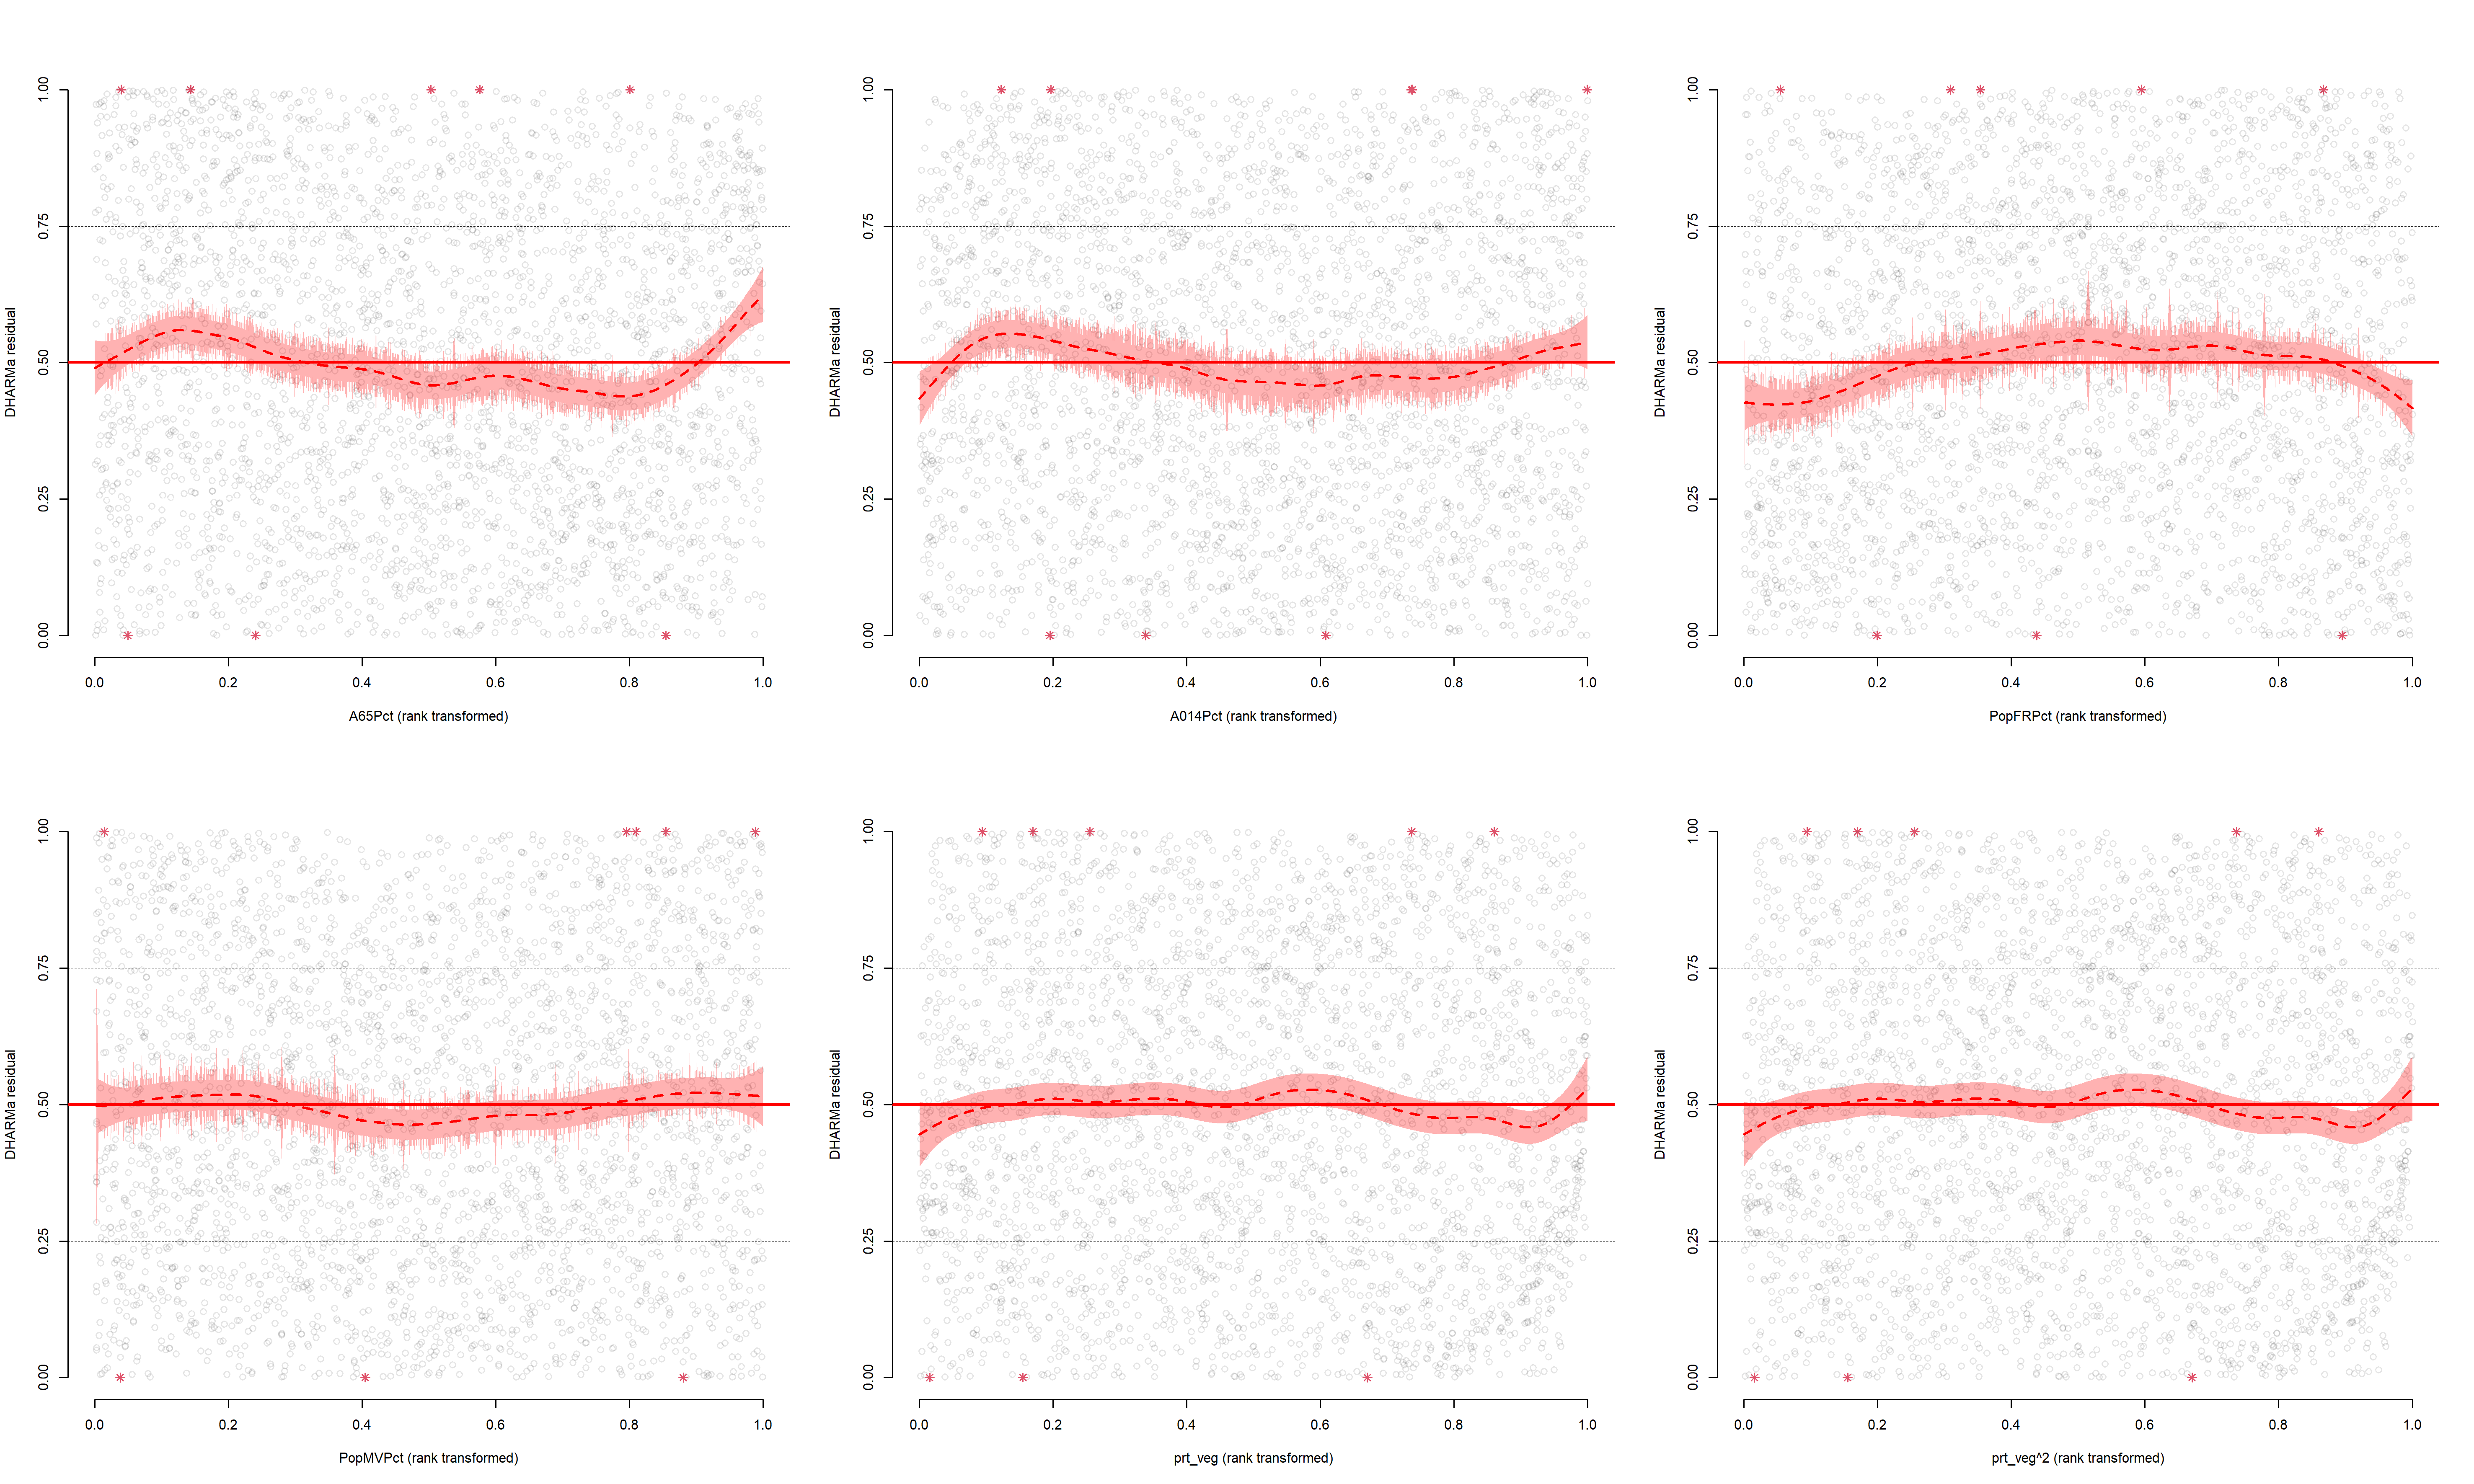 DHARMa residual
1.00
0.75
0.50
0.25
0.00
0.0 0.2 0.4 0.6 0.8 1.0
A65Pct (rank transformed)
DHARMa residual
1.00
0.75
0.50
0.25
0.00
0.0 0.2 0.4 0.6 0.8 1.0
A014Pct (rank transformed)
DHARMa residual
1.00
0.75
0.50
0.25
0.00
0.0 0.2 0.4 0.6 0.8 1.0
PopFRPct (rank transformed)
DHARMa residual
1.00
0.75
0.50
0.25
0.00
0.0 0.2 0.4 0.6 0.8 1.0
PopMVPct (rank transformed)
DHARMa residual
1.00
0.75
0.50
0.25
0.00
0.0 0.2 0.4 0.6 0.8 1.0
prt_veg (rank transformed)
DHARMa residual
1.00
0.75
0.50
0.25
0.00
0.0 0.2 0.4 0.6 0.8 1.0
prt_veg^2 (rank transformed)